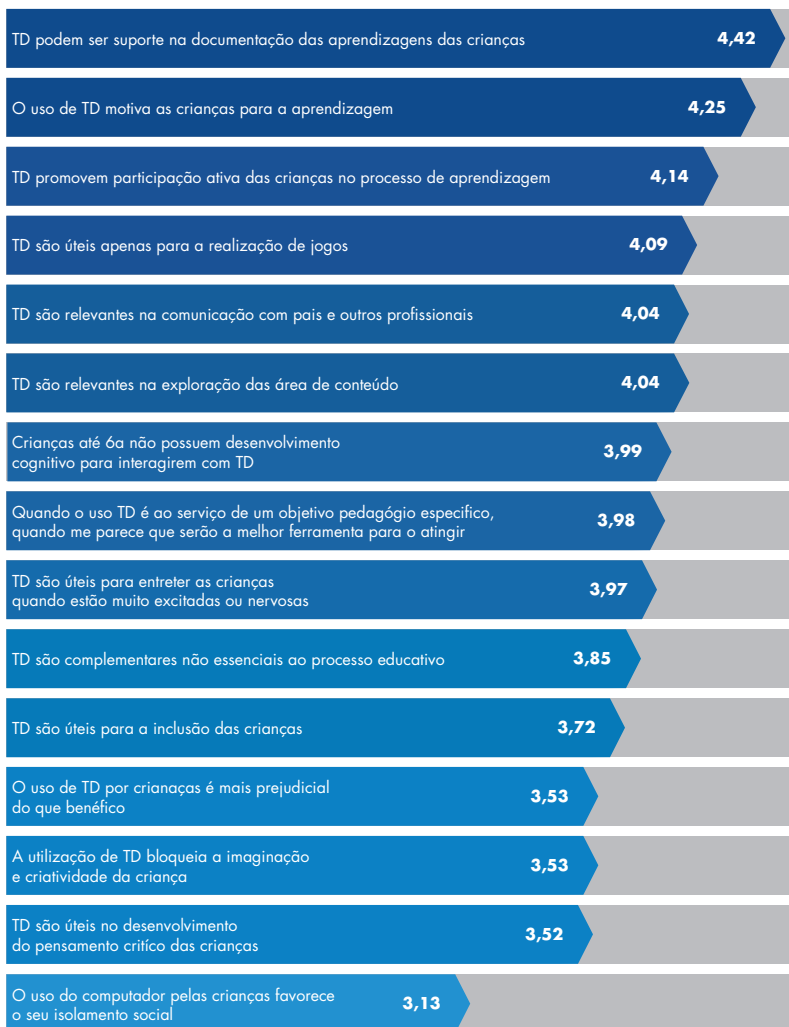 TD podem ser suporte na documentação das aprendizagens das crianças 4,42
O uso de TD motiva as crianças para a aprendizagem 4,25
TD promovem participação ativa das crianças no processo de aprendizagem 4,14
TD são úteis apenas para a realização de jogos 4,09
TD são relevantes na comunicação com pais e outros profissionais 4,04
TD são relevantes na exploração das área de conteúdo 4,04
Crianças até 6a não possuem desenvolvimento
cognitivo para interagirem com TD 3,99
Quando o uso TD é ao serviço de um objetivo pedagógio especifico,
quando me parece que serão a melhor ferramenta para o atingir 3,98
TD são úteis para entreter as crianças
quando estão muito excitadas ou nervosas 3,97
TD são complementares não essenciais ao processo educativo 3,85
TD são úteis para a inclusão das crianças 3,72
O uso de TD por crianaças é mais prejudicial
do que benéfico 3,53
A utilização de TD bloqueia a imaginação
e criatividade da criança 3,53
TD são úteis no desenvolvimento
do pensamento critíco das crianças 3,52
O uso do computador pelas crianças favorece
o seu isolamento social 3,13